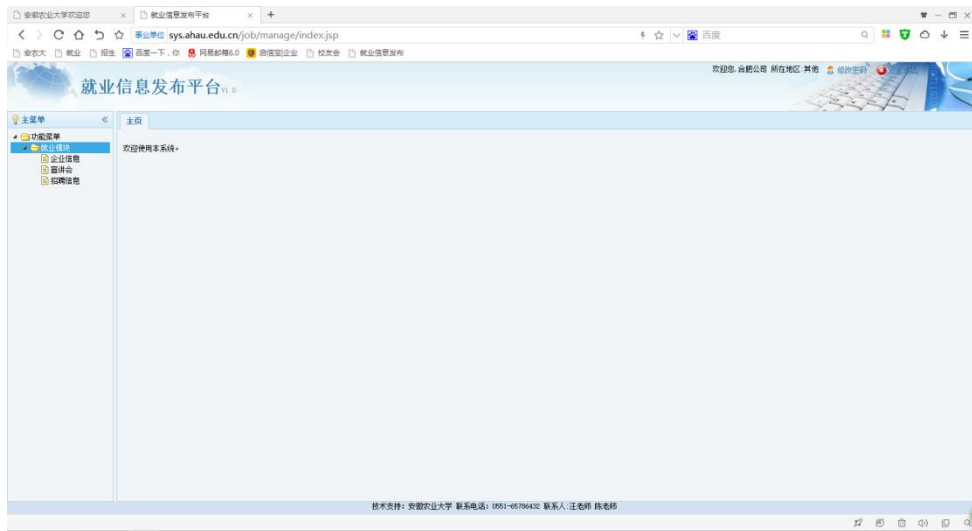 安徽农业大学欢迎您 就业信息发布平台
事业单位 sys.ahau.edu.cn/job/manage/index.jsp 百度
安农大 就业 招生 百度一下，你 网易邮箱6.0 启信宝|企业 校友会 就业信息发布
就业信息发布平台V1.0
欢迎您,合肥公司 所在地区:其他 修改密码
主菜单 主页
功能菜单
就业模块
企业信息
宣讲会
招聘信息
欢迎使用本系统。
技术支持：安徽农业大学 联系电话：0551-65786432 联系人:汪老师 陈老师